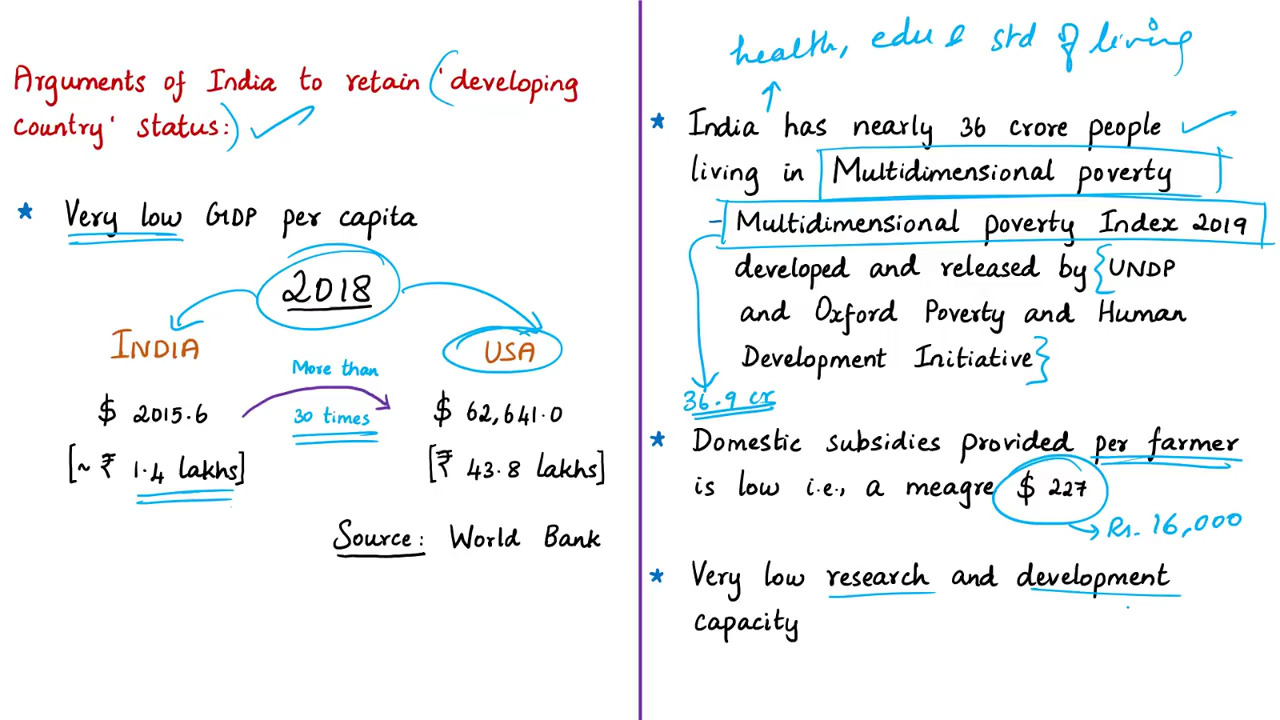 Arguments of India to retain 'developing
country' status:
* Very low GDP per capita
2018
INDIA
USA
More than
30 times
$ 2015.6
$ 62,641.0
[~ ₹ 1.4 lakhs]
[₹ 43.8 lakhs]
Source: World Bank
health, edu & std of living
* India has nearly 36 crore people
living in Multidimensional poverty
- Multidimensional poverty Index 2019
developed and released by {UNDP
and Oxford Poverty and Human
Development Initiative}
36.9 cr
* Domestic subsidies provided per farmer
is low i.e., a meagre $ 227
Rs. 16,000
* Very low research and development
capacity